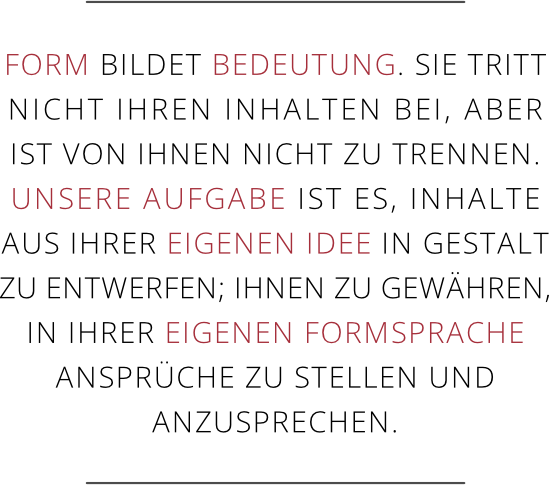 FORM BILDET BEDEUTUNG. SIE TRITT
NICHT IHREN INHALTEN BEI, ABER
IST VON IHNEN NICHT ZU TRENNEN.
UNSERE AUFGABE IST ES, INHALTE
AUS IHRER EIGENEN IDEE IN GESTALT
ZU ENTWERFEN; IHNEN ZU GEWÄHREN,
IN IHRER EIGENEN FORMSPRACHE
ANSPRÜCHE ZU STELLEN UND
ANZUSPRECHEN.